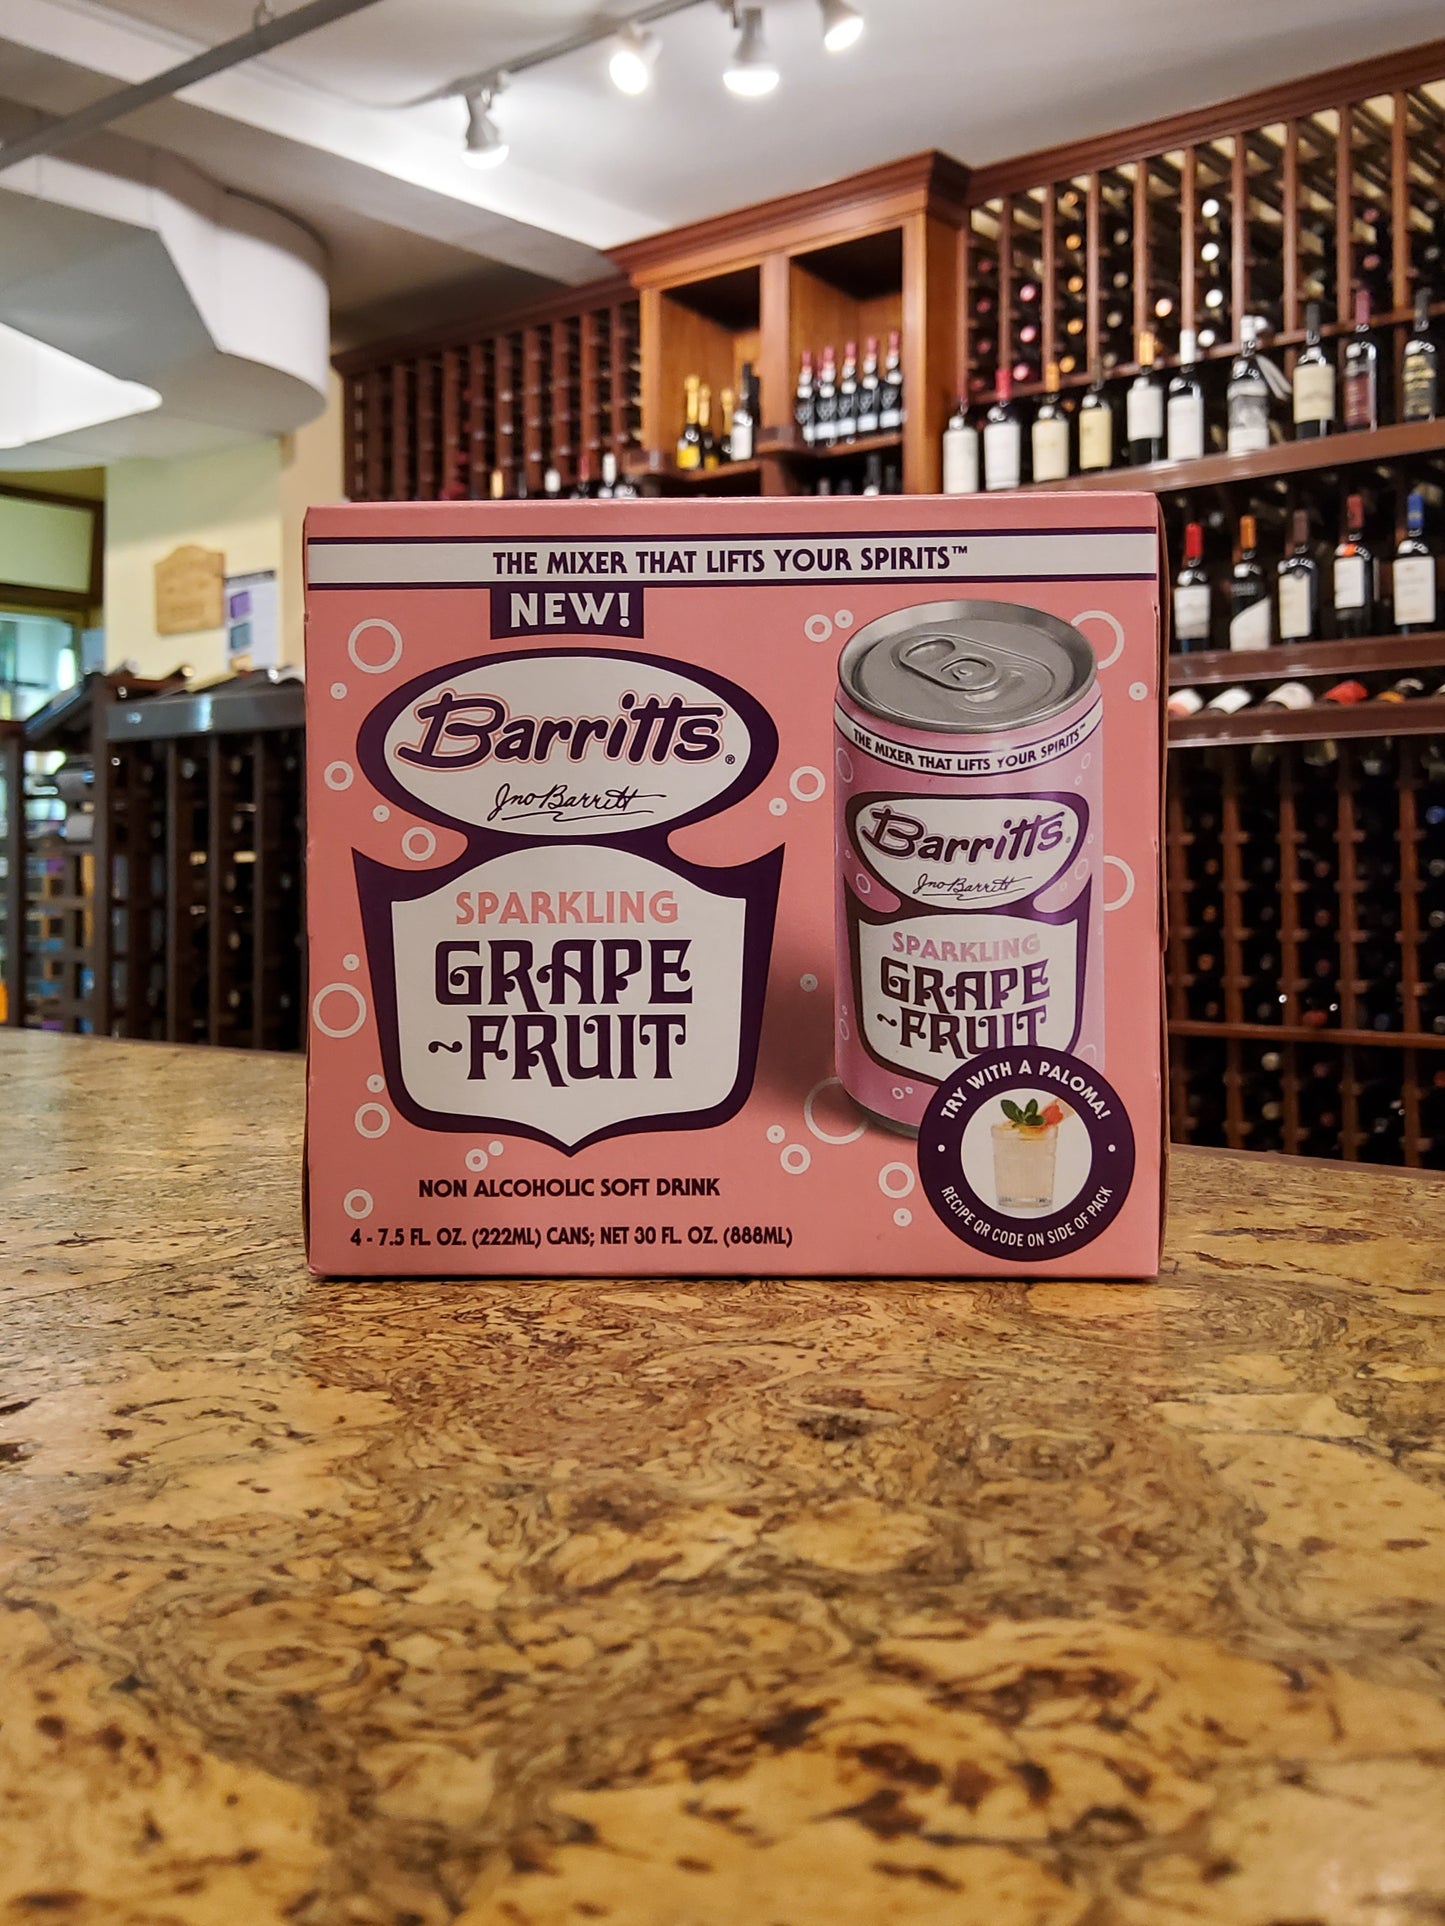 THE MIXER THAT LIFTS YOUR SPIRITS™
NEW!
Barritts®
Jno Barritt
SPARKLING
GRAPE
~FRUIT
NON ALCOHOLIC SOFT DRINK
4 - 7.5 FL. OZ. (222ML) CANS; NET 30 FL. OZ. (888ML)
THE MIXER THAT LIFTS YOUR SPIRITS™
Barritts®
Jno Barritt
SPARKLING
GRAPE
~FRUIT
TRY WITH A PALOMA!
RECIPE QR CODE ON SIDE OF PACK